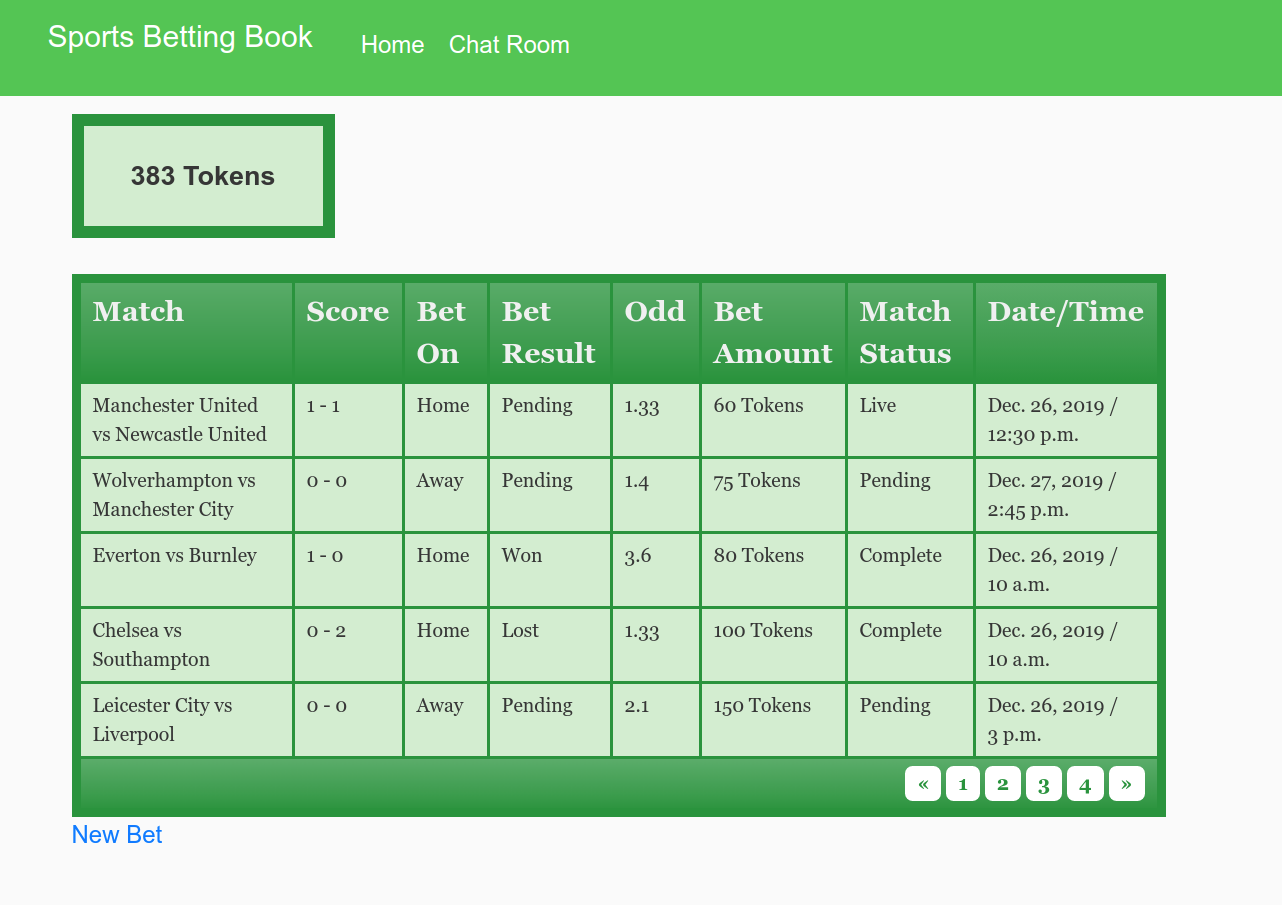 Sports Betting Book Home Chat Room
383 Tokens
Match Score Bet On Bet Result Odd Bet Amount Match Status Date/Time
Manchester United vs Newcastle United 1 - 1 Home Pending 1.33 60 Tokens Live Dec. 26, 2019 / 12:30 p.m.
Wolverhampton vs Manchester City 0 - 0 Away Pending 1.4 75 Tokens Pending Dec. 27, 2019 / 2:45 p.m.
Everton vs Burnley 1 - 0 Home Won 3.6 80 Tokens Complete Dec. 26, 2019 / 10 a.m.
Chelsea vs Southampton 0 - 2 Home Lost 1.33 100 Tokens Complete Dec. 26, 2019 / 10 a.m.
Leicester City vs Liverpool 0 - 0 Away Pending 2.1 150 Tokens Pending Dec. 26, 2019 / 3 p.m.
« 1 2 3 4 »
New Bet